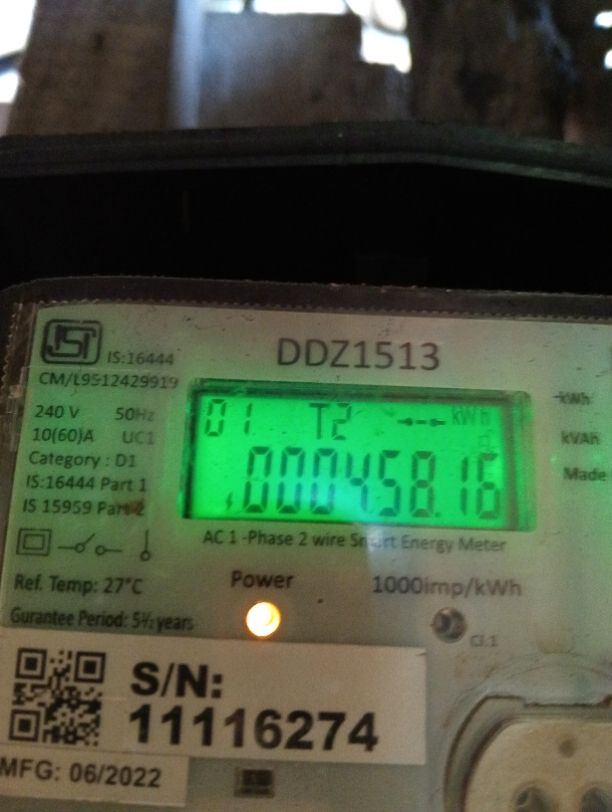 ISI
IS:16444
CM/L9512429919
DDZ1513
240 V 50Hz
10(60)A UC1
Category : D1
IS:16444 Part 1
IS 15959 Part 2
01 T2 kWh
000458.16
kWh
kVAh
Made
AC 1 -Phase 2 wire Smart Energy Meter
Ref. Temp: 27°C
Power
1000imp/kWh
Gurantee Period: 5½ years
Cl.1
S/N:
11116274
MFG: 06/2022